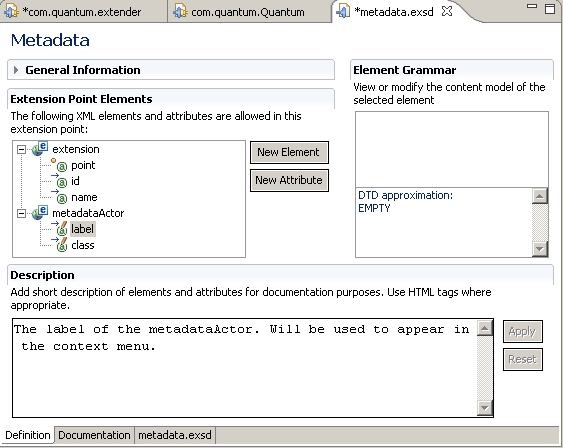 *com.quantum.extender
com.quantum.Quantum
*metadata.exsd
Metadata
General Information
Extension Point Elements
The following XML elements and attributes are allowed in this
extension point:
extension
point
id
name
metadataActor
label
class
New Element
New Attribute
Element Grammar
View or modify the content model of the
selected element
DTD approximation:
EMPTY
Description
Add short description of elements and attributes for documentation purposes. Use HTML tags where
appropriate.
The label of the metadataActor. Will be used to appear in
the context menu.
Apply
Reset
Definition
Documentation
metadata.exsd